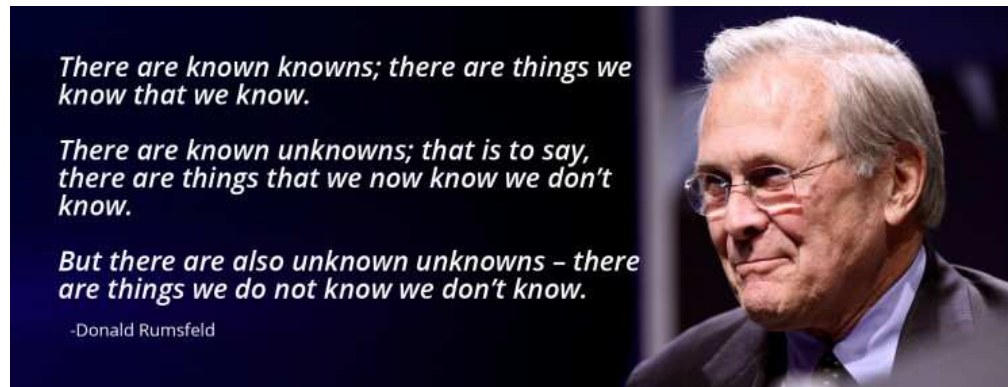 There are known knowns; there are things we
know that we know.
There are known unknowns; that is to say,
there are things that we now know we don’t
know.
But there are also unknown unknowns – there
are things we do not know we don’t know.
-Donald Rumsfeld